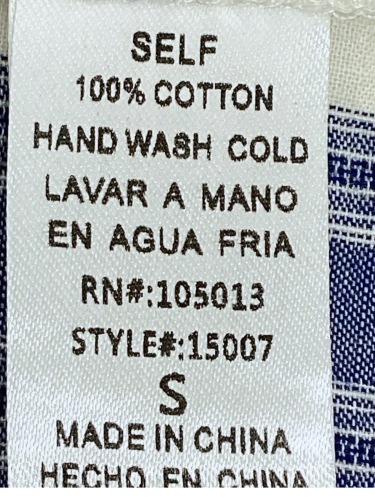 SELF
100% COTTON
HAND WASH COLD
LAVAR A MANO
EN AGUA FRIA
RN#:105013
STYLE#:15007
S
MADE IN CHINA
HECHO EN CHINA